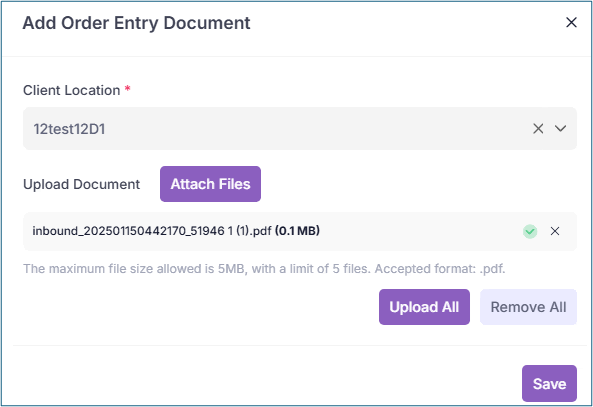 Add Order Entry Document
Client Location *
12test12D1
Upload Document Attach Files
inbound_202501150442170_51946 1 (1).pdf (0.1 MB)
The maximum file size allowed is 5MB, with a limit of 5 files. Accepted format: .pdf.
Upload All Remove All
Save